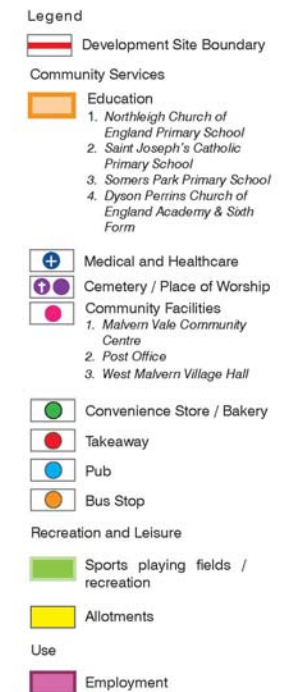 Legend
Development Site Boundary
Community Services
Education
1. Northleigh Church of
England Primary School
2. Saint Joseph's Catholic
Primary School
3. Somers Park Primary School
4. Dyson Perrins Church of
England Academy & Sixth
Form
Medical and Healthcare
Cemetery / Place of Worship
Community Facilities
1. Malvern Vale Community
Centre
2. Post Office
3. West Malvern Village Hall
Convenience Store / Bakery
Takeaway
Pub
Bus Stop
Recreation and Leisure
Sports playing fields /
recreation
Allotments
Use
Employment